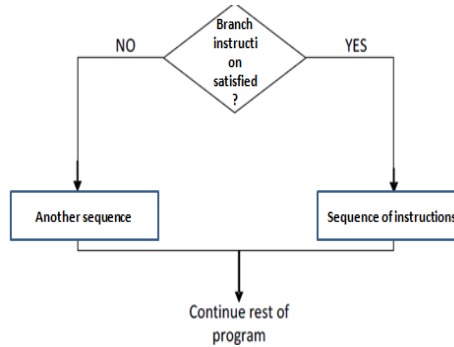 Branch
instructi
on
satisfied
?
NO
YES
Another sequence
Sequence of instructions
Continue rest of
program